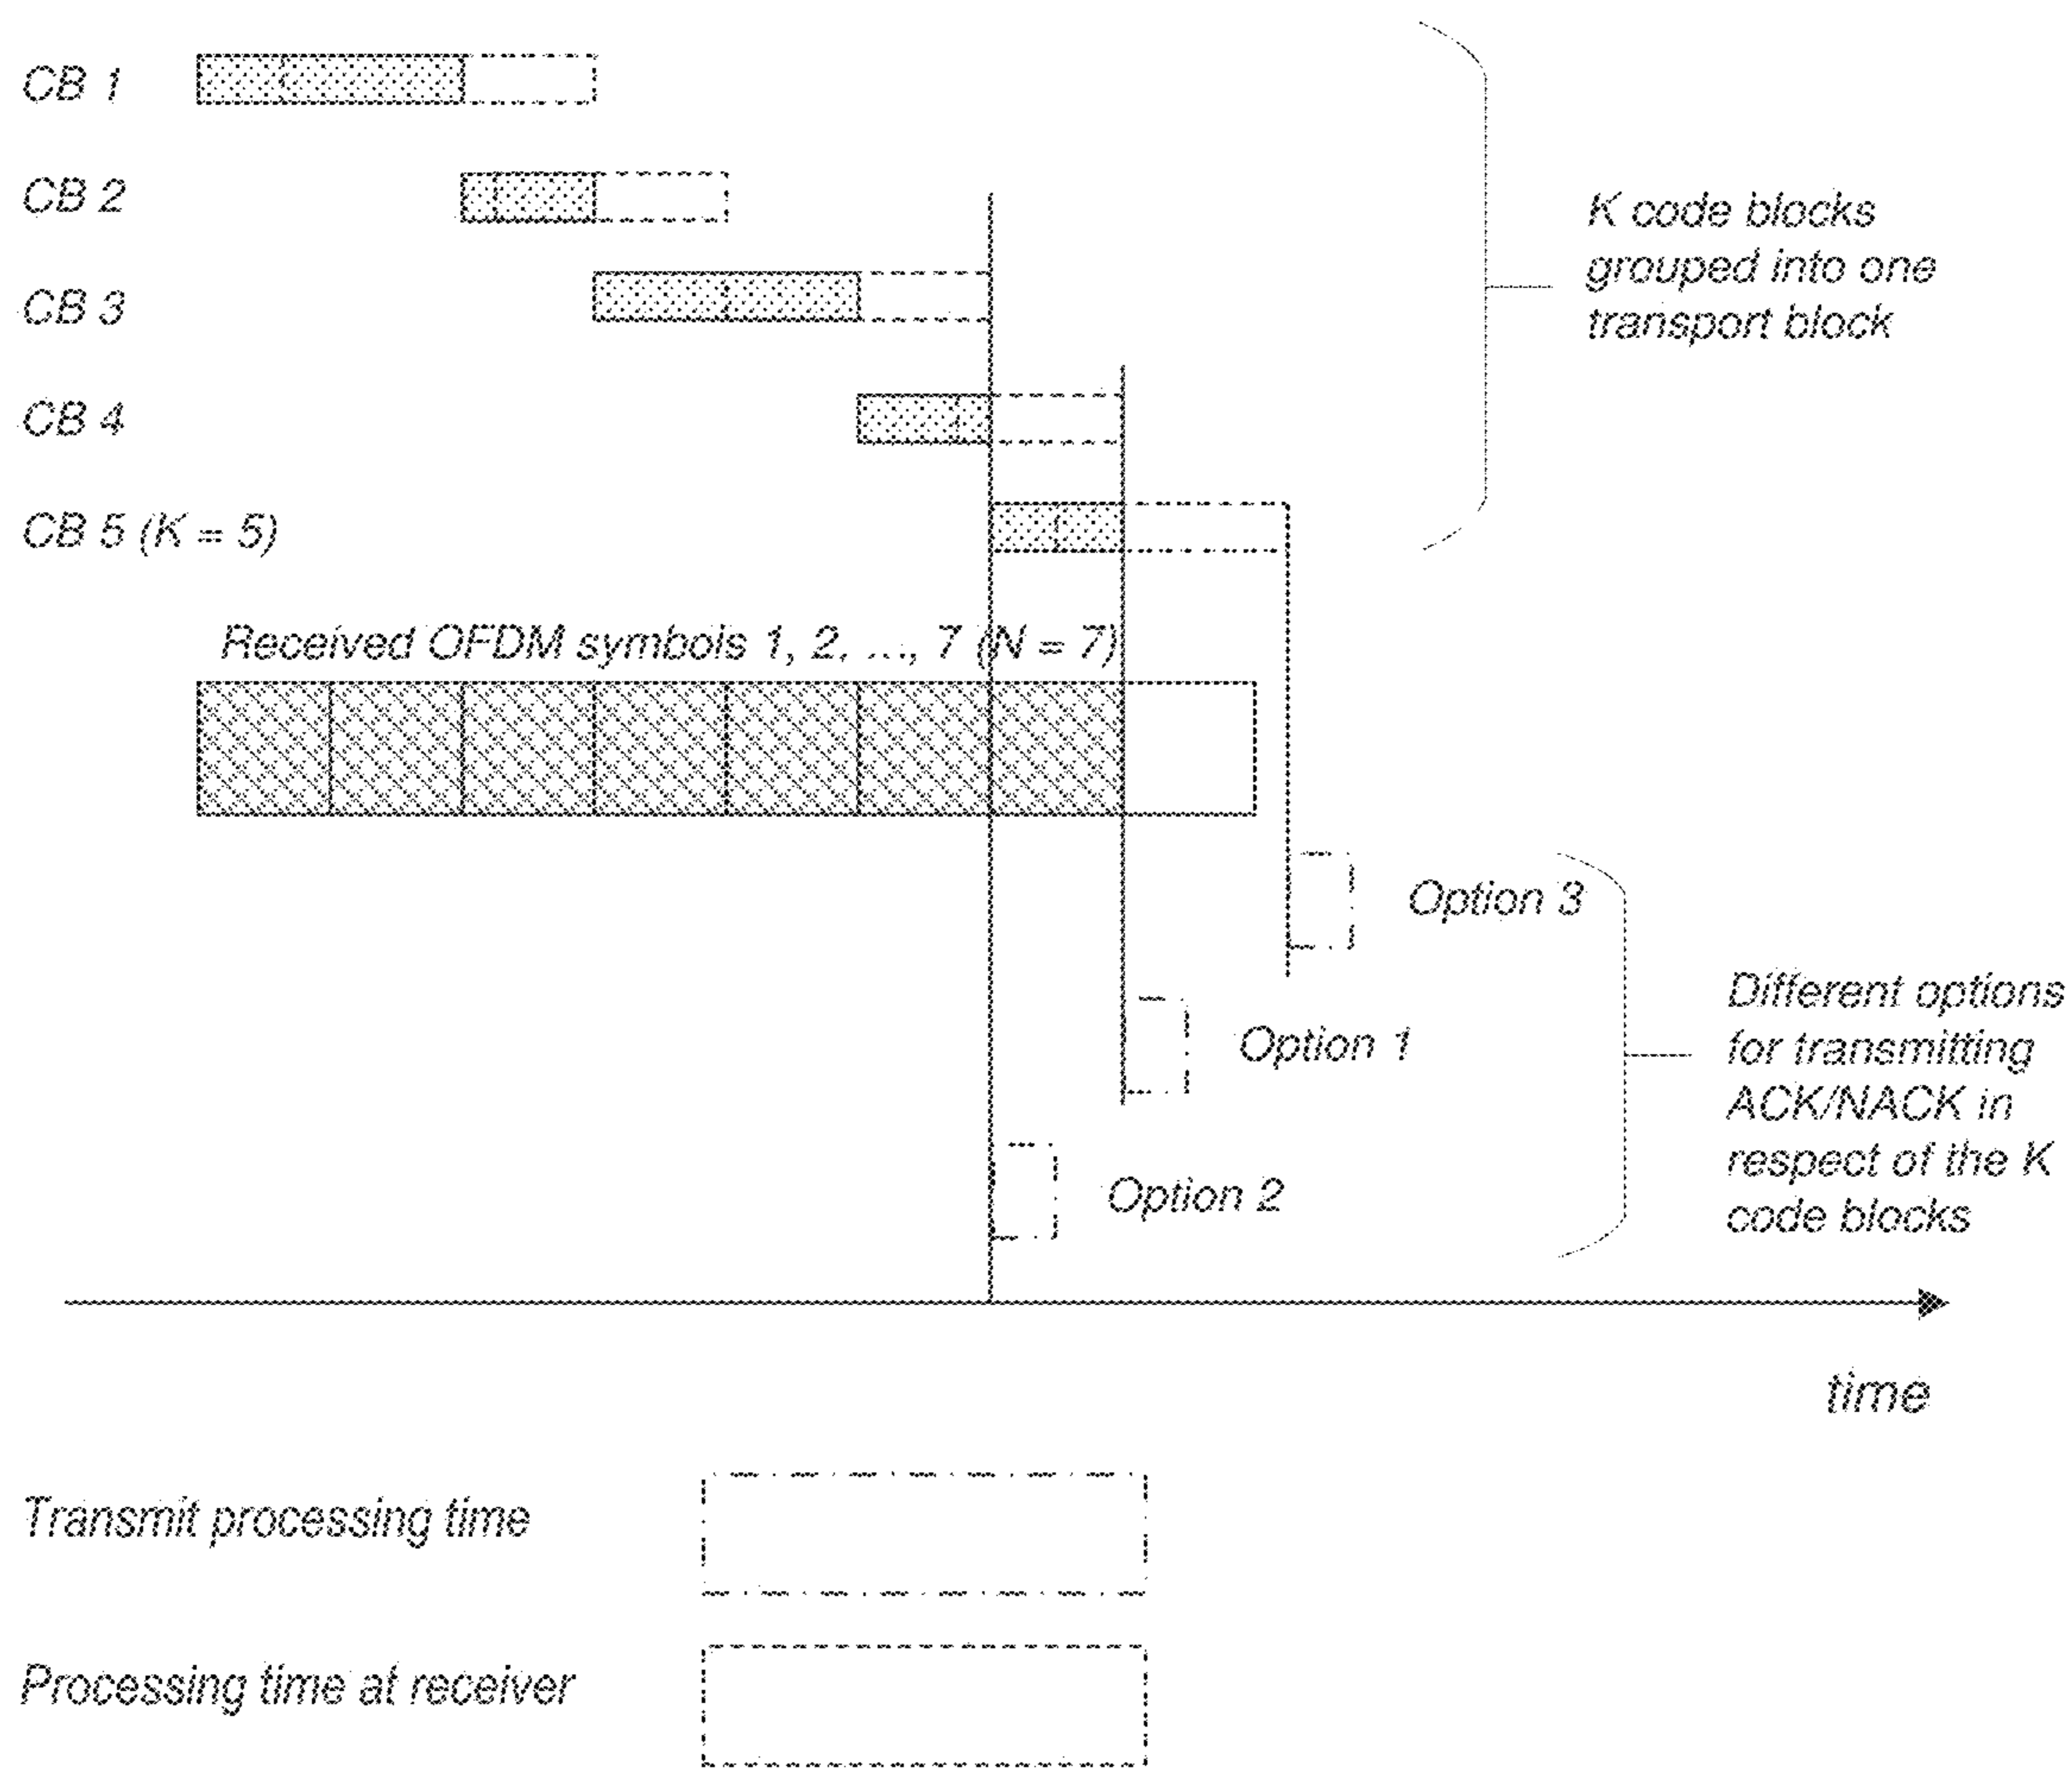 CB 1
CB 2
CB 3
CB 4
CB 5 (K = 5)
K code blocks
grouped into one
transport block
Received OFDM symbols 1, 2, ..., 7 (N = 7)
Option 3
Option 1
Option 2
Different options
for transmitting
ACK/NACK in
respect of the K
code blocks
time
Transmit processing time
Processing time at receiver